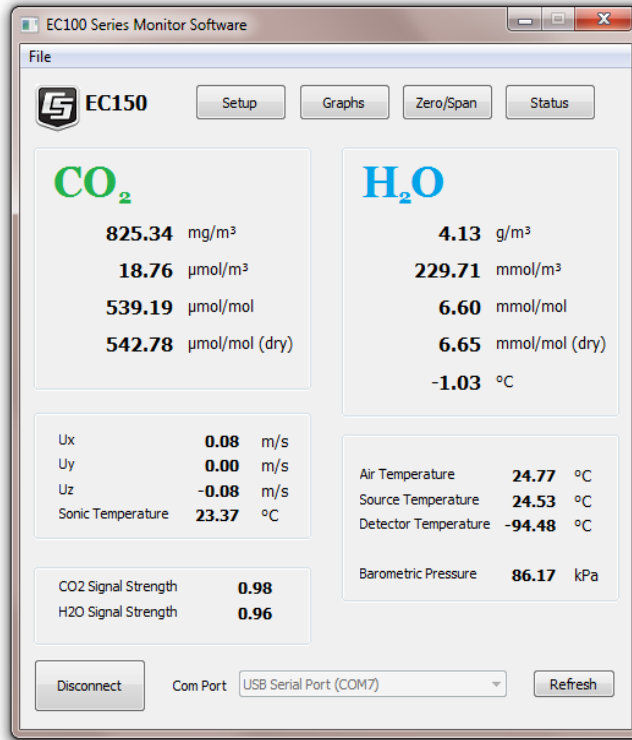 EC100 Series Monitor Software
File
EC150
Setup
Graphs
Zero/Span
Status
CO₂
825.34 mg/m³
18.76 µmol/m³
539.19 µmol/mol
542.78 µmol/mol (dry)
H₂O
4.13 g/m³
229.71 mmol/m³
6.60 mmol/mol
6.65 mmol/mol (dry)
-1.03 ºC
Ux 0.08 m/s
Uy 0.00 m/s
Uz -0.08 m/s
Sonic Temperature 23.37 ºC
Air Temperature 24.77 ºC
Source Temperature 24.53 ºC
Detector Temperature -94.48 ºC
Barometric Pressure 86.17 kPa
CO2 Signal Strength 0.98
H2O Signal Strength 0.96
Disconnect
Com Port
USB Serial Port (COM7)
Refresh